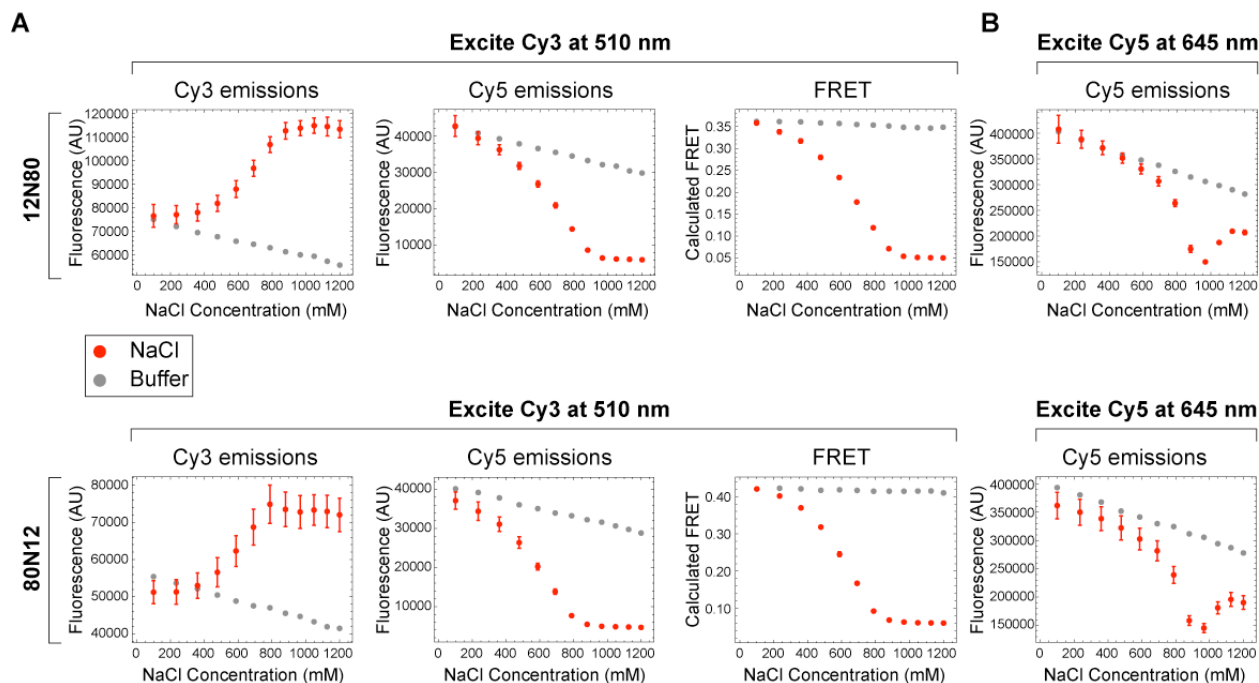 A
B
Excite Cy3 at 510 nm
Excite Cy5 at 645 nm
Cy3 emissions
Cy5 emissions
FRET
Cy5 emissions
12N80
Fluorescence (AU)
120000
110000
100000
90000
80000
70000
60000
0 200 400 600 800 1000 1200
NaCl Concentration (mM)
Fluorescence (AU)
40000
30000
20000
10000
0 200 400 600 800 1000 1200
NaCl Concentration (mM)
Calculated FRET
0.35
0.30
0.25
0.20
0.15
0.10
0.05
0 200 400 600 800 1000 1200
NaCl Concentration (mM)
Fluorescence (AU)
400000
350000
300000
250000
200000
150000
0 200 400 600 800 1000 1200
NaCl Concentration (mM)
NaCl
Buffer
Excite Cy3 at 510 nm
Excite Cy5 at 645 nm
Cy3 emissions
Cy5 emissions
FRET
Cy5 emissions
80N12
Fluorescence (AU)
80000
70000
60000
50000
40000
0 200 400 600 800 1000 1200
NaCl Concentration (mM)
Fluorescence (AU)
40000
30000
20000
10000
0 200 400 600 800 1000 1200
NaCl Concentration (mM)
Calculated FRET
0.40
0.30
0.20
0.10
0 200 400 600 800 1000 1200
NaCl Concentration (mM)
Fluorescence (AU)
400000
350000
300000
250000
200000
150000
0 200 400 600 800 1000 1200
NaCl Concentration (mM)